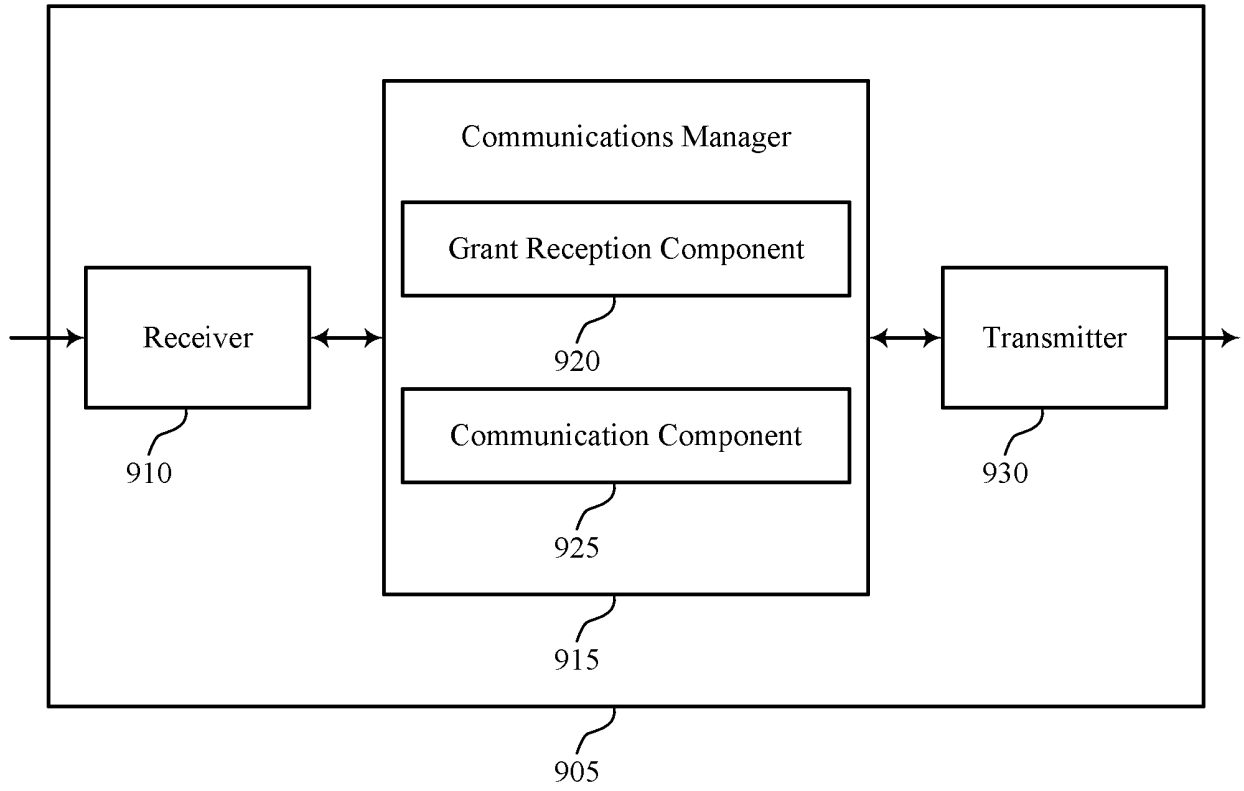 Communications Manager
Grant Reception Component
920
Receiver
910
Transmitter
930
Communication Component
925
915
905